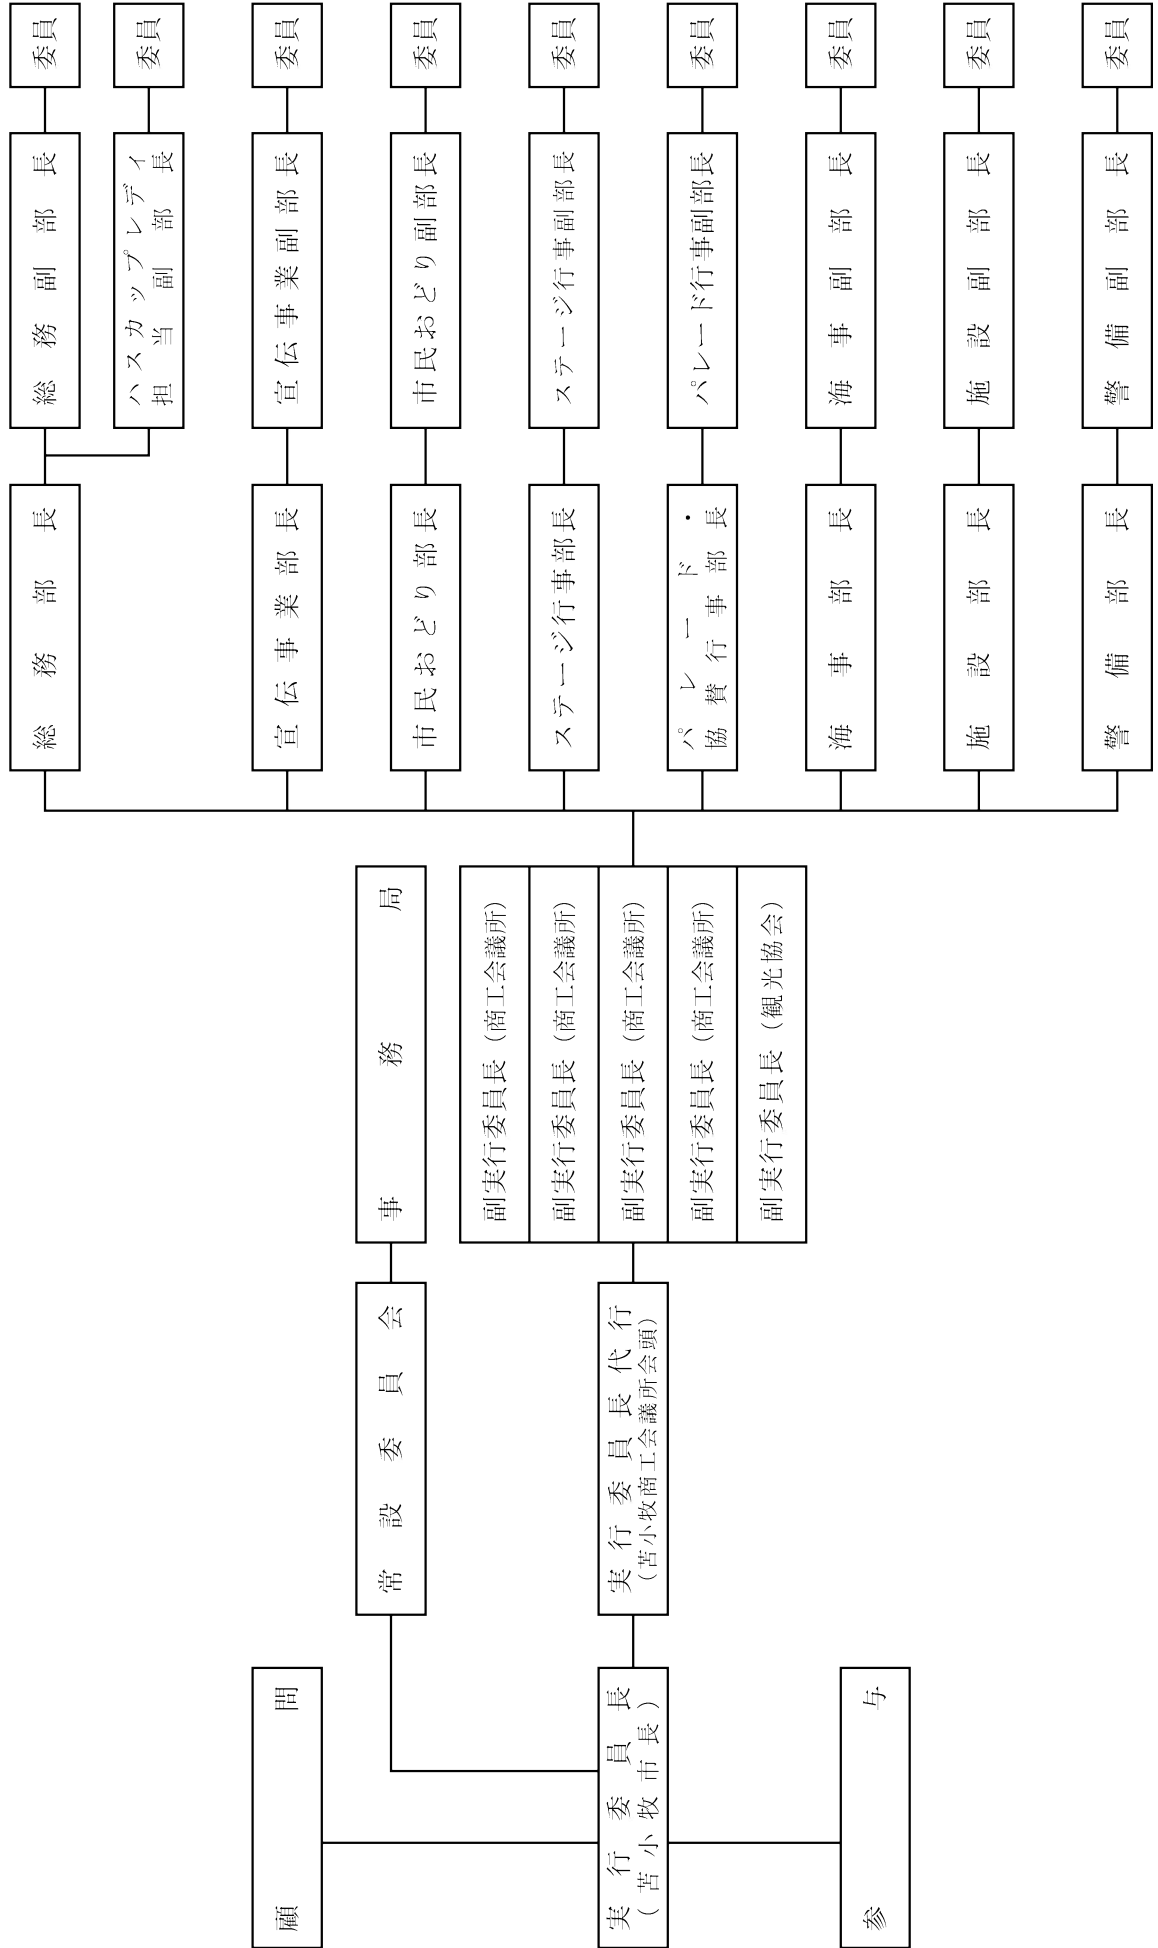 顧問
実行委員長
(苫小牧市長)
参与
常設委員会
実行委員長代行
(苫小牧商工会議所会頭)
事務局
副実行委員長(商工会議所)
副実行委員長(商工会議所)
副実行委員長(商工会議所)
副実行委員長(商工会議所)
副実行委員長(観光協会)
総務部長
総務副部長
委員
ハスカップレディ
担当副部長
委員
宣伝事業部長
宣伝事業副部長
委員
市民おどり部長
市民おどり副部長
委員
ステージ行事部長
ステージ行事副部長
委員
パレード・
協賛行事部長
パレード行事副部長
委員
海事部長
海事副部長
委員
施設部長
施設副部長
委員
警備部長
警備副部長
委員